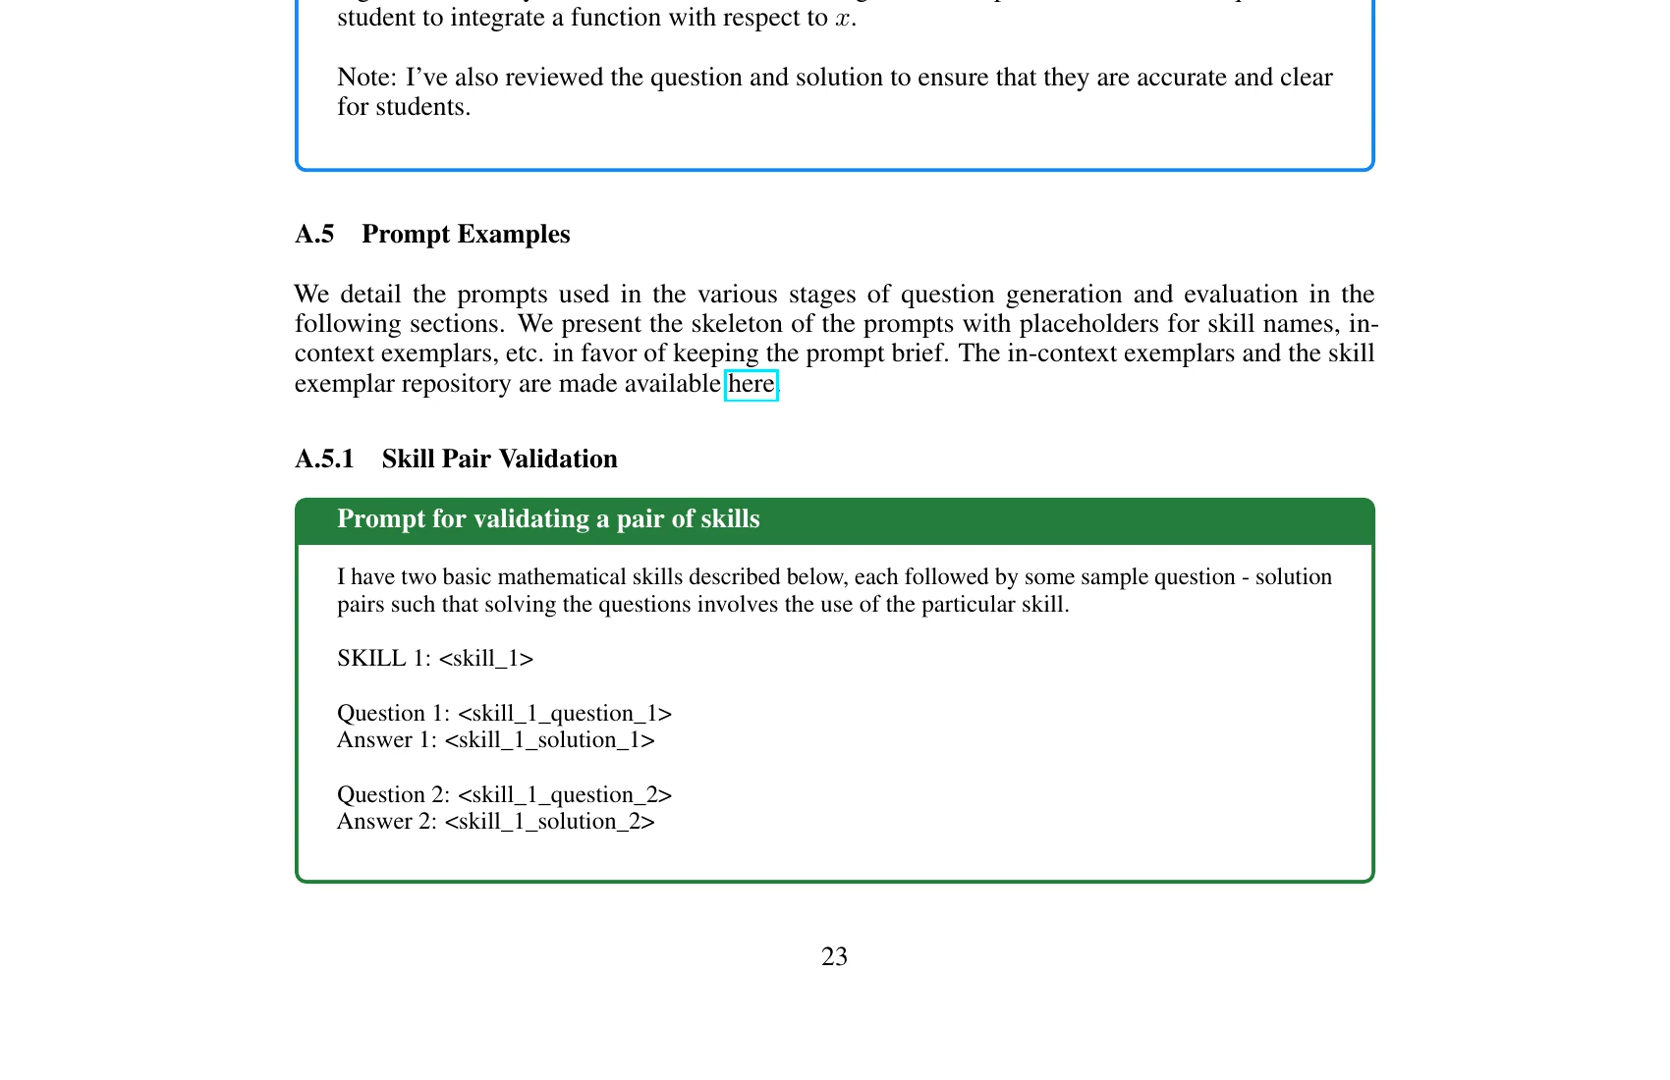 student to integrate a function with respect to x.
Note: I've also reviewed the question and solution to ensure that they are accurate and clear
for students.
A.5 Prompt Examples
We detail the prompts used in the various stages of question generation and evaluation in the
following sections. We present the skeleton of the prompts with placeholders for skill names, in-
context exemplars, etc. in favor of keeping the prompt brief. The in-context exemplars and the skill
exemplar repository are made available here.
A.5.1 Skill Pair Validation
Prompt for validating a pair of skills
I have two basic mathematical skills described below, each followed by some sample question - solution
pairs such that solving the questions involves the use of the particular skill.
SKILL 1: <skill_1>
Question 1: <skill_1_question_1>
Answer 1: <skill_1_solution_1>
Question 2: <skill_1_question_2>
Answer 2: <skill_1_solution_2>
23